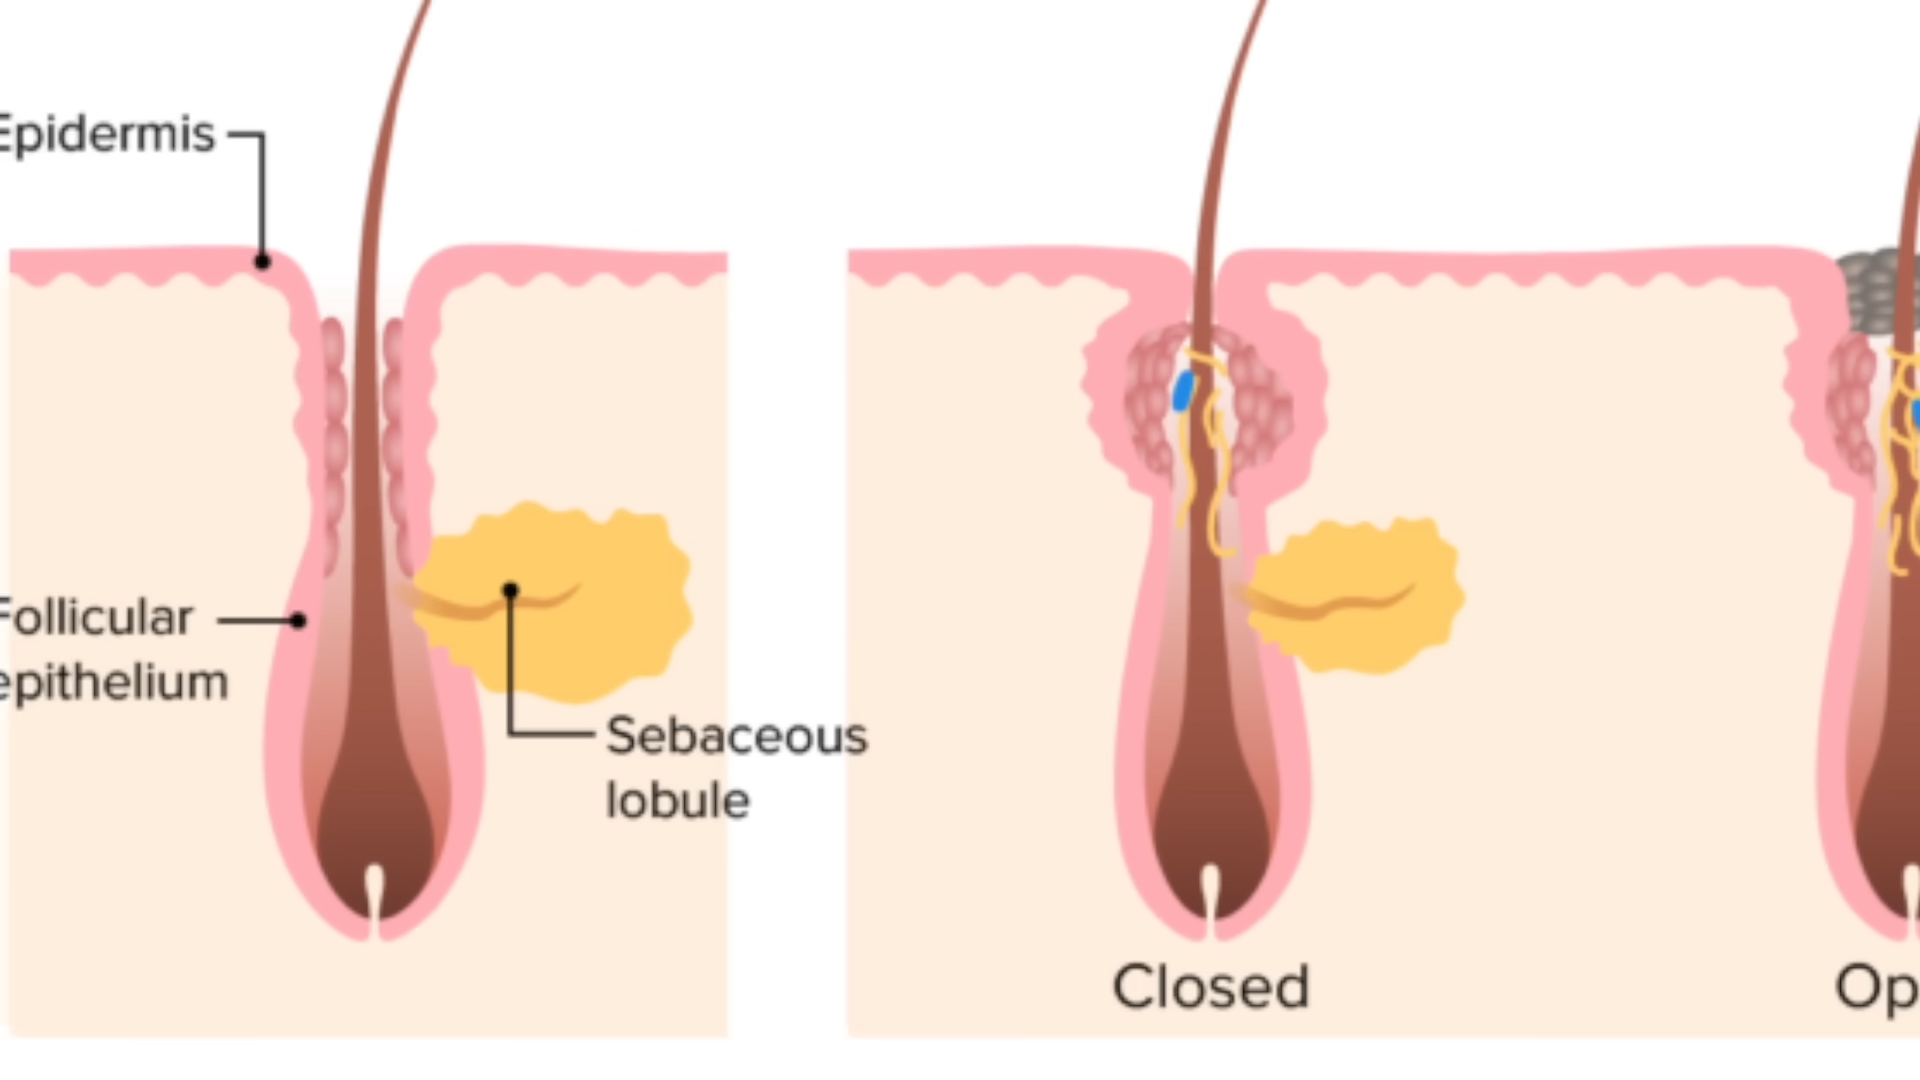 Epidermis
Follicular
epithelium
Sebaceous
lobule
Closed
Op